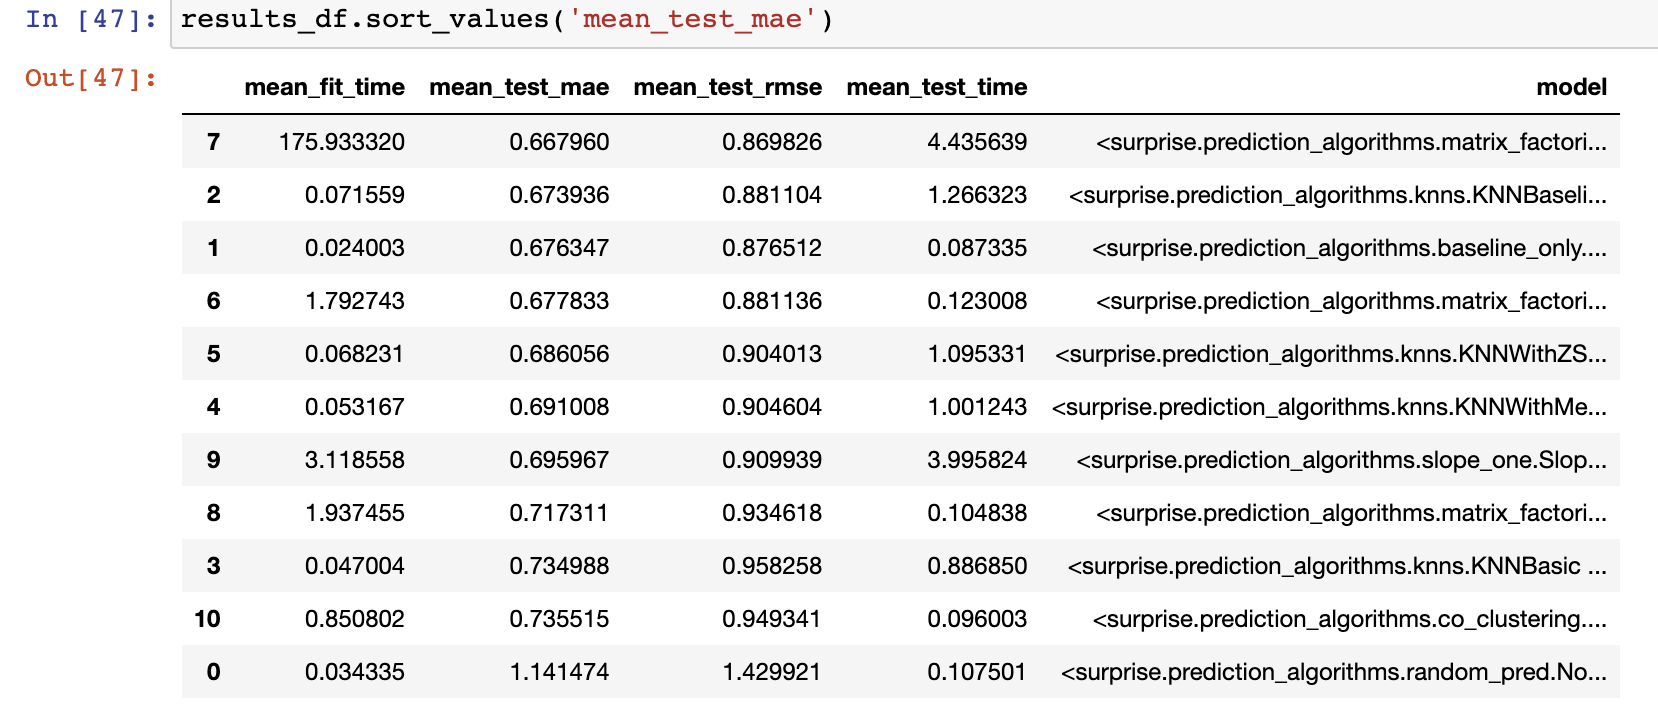 In [47]: results_df.sort_values('mean_test_mae')
Out[47]:
mean_fit_time mean_test_mae mean_test_rmse mean_test_time model
7 175.933320 0.667960 0.869826 4.435639 <surprise.prediction_algorithms.matrix_factori...
2 0.071559 0.673936 0.881104 1.266323 <surprise.prediction_algorithms.knns.KNNBaseli...
1 0.024003 0.676347 0.876512 0.087335 <surprise.prediction_algorithms.baseline_only....
6 1.792743 0.677833 0.881136 0.123008 <surprise.prediction_algorithms.matrix_factori...
5 0.068231 0.686056 0.904013 1.095331 <surprise.prediction_algorithms.knns.KNNWithZS...
4 0.053167 0.691008 0.904604 1.001243 <surprise.prediction_algorithms.knns.KNNWithMe...
9 3.118558 0.695967 0.909939 3.995824 <surprise.prediction_algorithms.slope_one.Slop...
8 1.937455 0.717311 0.934618 0.104838 <surprise.prediction_algorithms.matrix_factori...
3 0.047004 0.734988 0.958258 0.886850 <surprise.prediction_algorithms.knns.KNNBasic ...
10 0.850802 0.735515 0.949341 0.096003 <surprise.prediction_algorithms.co_clustering....
0 0.034335 1.141474 1.429921 0.107501 <surprise.prediction_algorithms.random_pred.No...